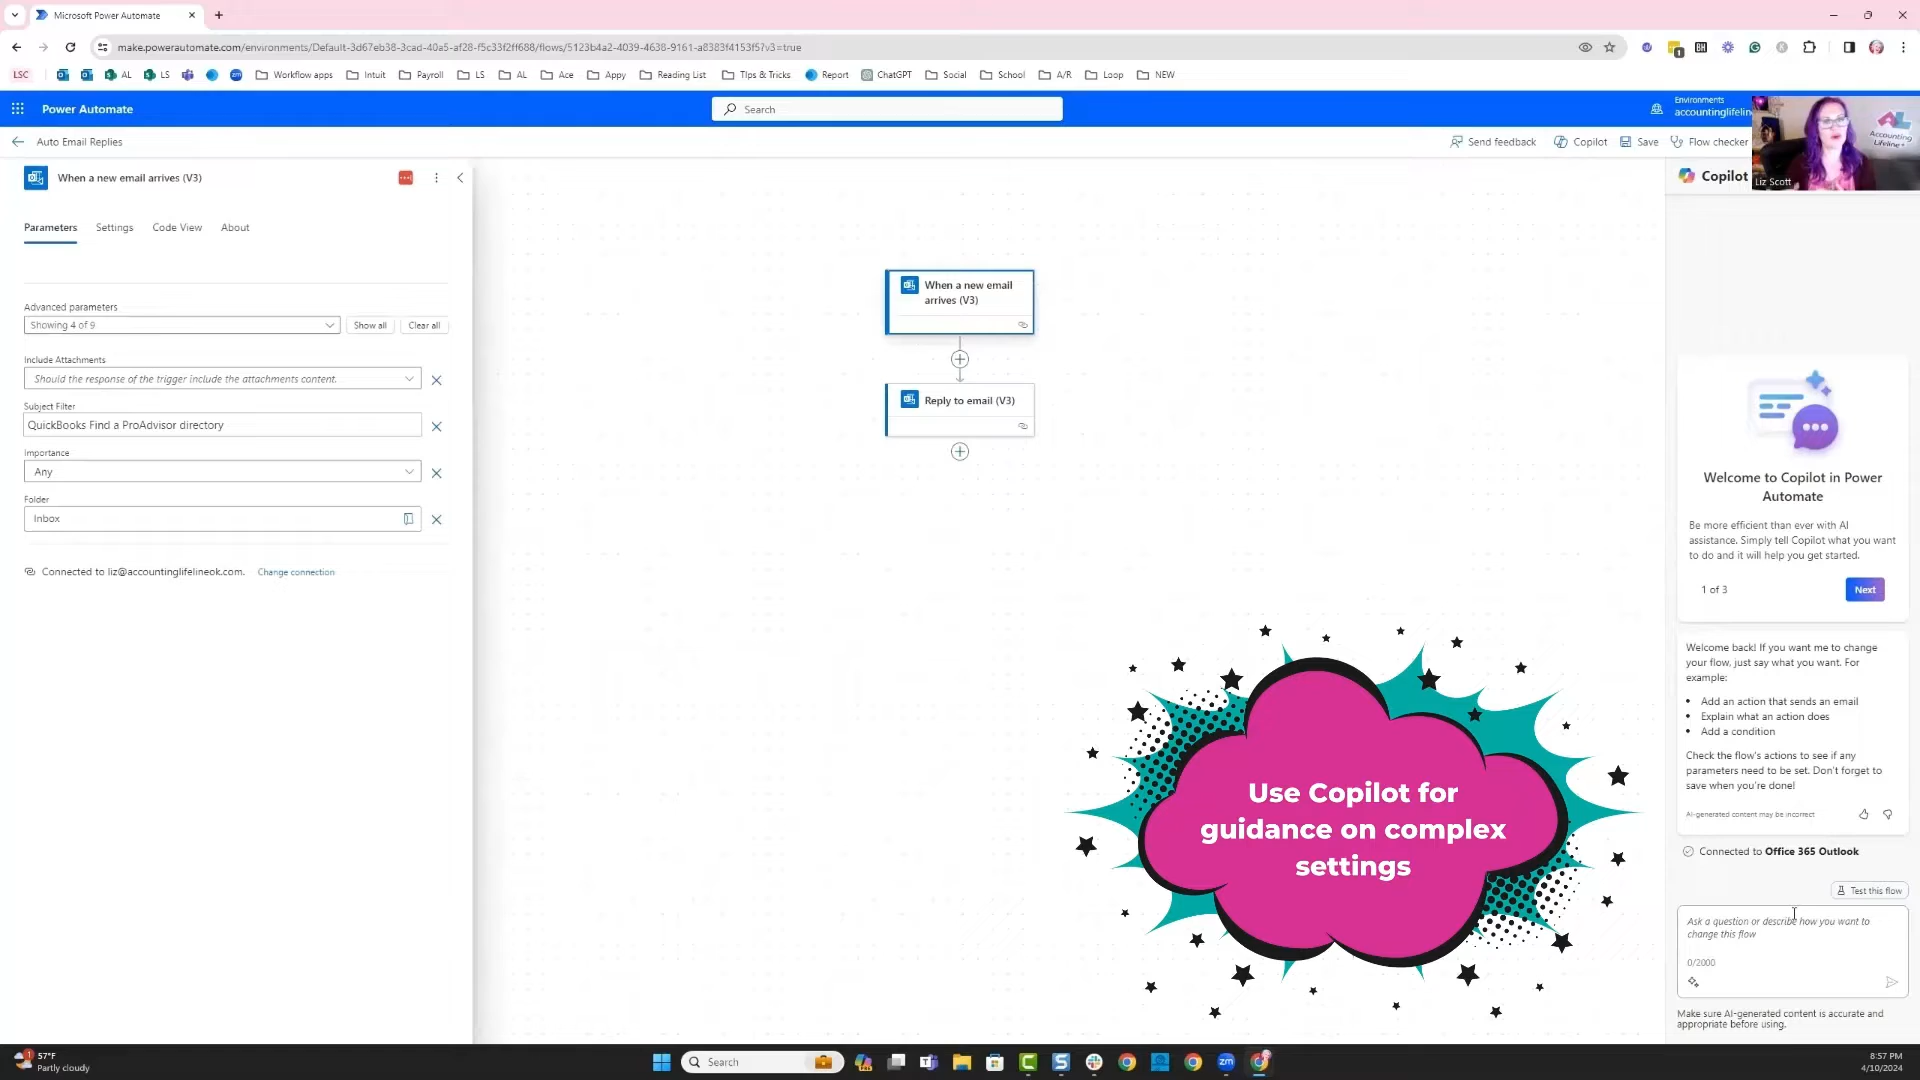 Microsoft Power Automate
make.powerautomate.com/environments/Default-3d67eb38-3cad-40a5-af28-f5c33f2ff688/flows/5123b4a2-4039-4638-9161-a8383f4153f5?v3=true
LSC
AL
LS
Workflow apps
Intuit
Payroll
LS
AL
Ace
Appy
Reading List
Tips & Tricks
Report
ChatGPT
Social
School
A/R
Loop
NEW
Power Automate
Search
Environments
accountinglifelin
Auto Email Replies
Send feedback
Copilot
Save
Flow checker
Accounting
Lifeline
Liz Scott
When a new email arrives (V3)
Parameters
Settings
Code View
About
Advanced parameters
Showing 4 of 9
Show all
Clear all
Include Attachments
Should the response of the trigger include the attachments content.
Subject Filter
QuickBooks Find a ProAdvisor directory
Importance
Any
Folder
Inbox
Connected to liz@accountinglifelineok.com.
Change connection
When a new email
arrives (V3)
Reply to email (V3)
Use Copilot for
guidance on complex
settings
Copilot
Welcome to Copilot in Power
Automate
Be more efficient than ever with AI
assistance. Simply tell Copilot what you want
to do and it will help you get started.
1 of 3
Next
Welcome back! If you want me to change
your flow, just say what you want. For
example:
• Add an action that sends an email
• Explain what an action does
• Add a condition
Check the flow's actions to see if any
parameters need to be set. Don't forget to
save when you're done!
AI-generated content may be incorrect
Connected to Office 365 Outlook
Test this flow
Ask a question or describe how you want to
change this flow
0/2000
Make sure AI-generated content is accurate and
appropriate before using.
57°F
Partly cloudy
Search
8:57 PM
4/10/2024